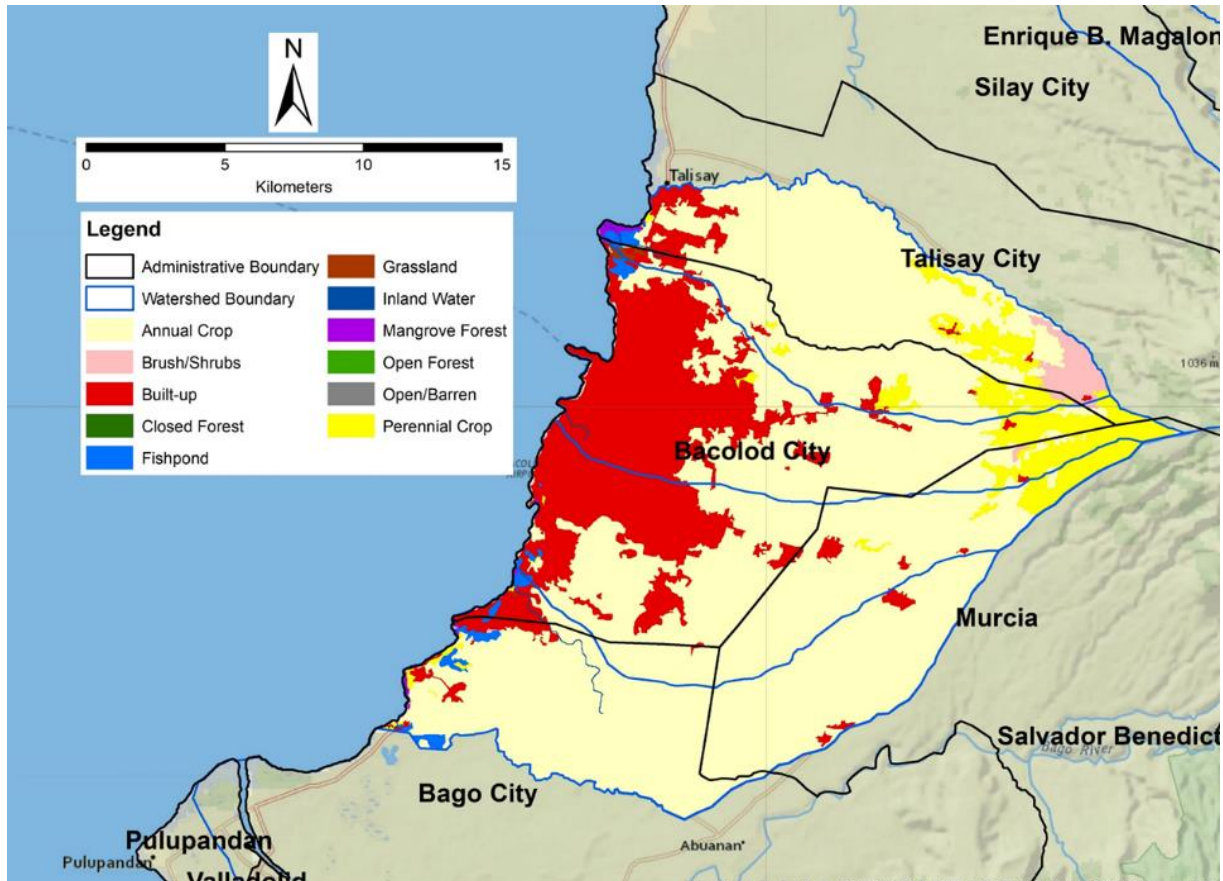 N
0 5 10 15
Kilometers
Legend
Administrative Boundary
Watershed Boundary
Annual Crop
Brush/Shrubs
Built-up
Closed Forest
Fishpond
Grassland
Inland Water
Mangrove Forest
Open Forest
Open/Barren
Perennial Crop
Enrique B. Magalon
Silay City
Talisay
Talisay City
1036 m
Bacolod City
Murcia
Salvador Benedict
Bago River
Bago City
Abuanan
Pulupandan
Pulupandan
Valladolid